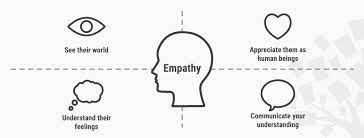 See their world
Appreciate them as
human beings
Empathy
Understand their
feelings
Communicate your
understanding